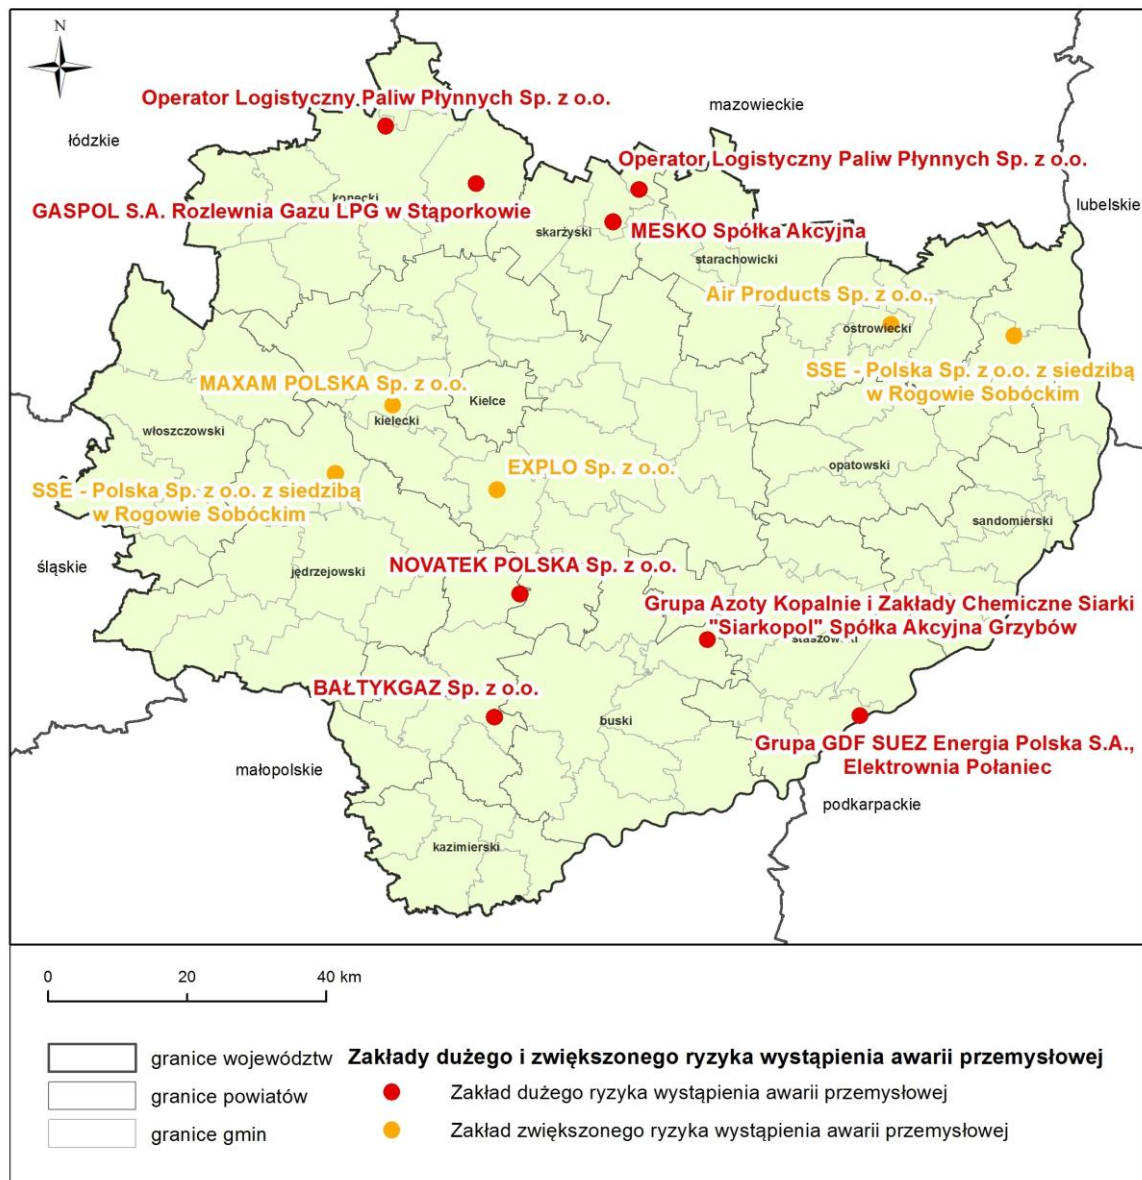 N
Operator Logistyczny Paliw Płynnych Sp. z o.o.
mazowieckie
łódzkie
Operator Logistyczny Paliw Płynnych Sp. z o.o.
konecki
lubelskie
GASPOL S.A. Rozlewnia Gazu LPG w Stąporkowie
MESKO Spółka Akcyjna
skarżyski
starachowicki
Air Products Sp. z o.o.,
ostrowiecki
SSE - Polska Sp. z o.o. z siedzibą
w Rogowie Sobóckim
MAXAM POLSKA Sp. z o.o.
Kielce
kielecki
włoszczowski
EXPLO Sp. z o.o.
opatowski
SSE - Polska Sp. z o.o. z siedzibą
w Rogowie Sobóckim
sandomierski
śląskie
NOVATEK POLSKA Sp. z o.o.
jędrzejowski
Grupa Azoty Kopalnie i Zakłady Chemiczne Siarki
"Siarkopol" Spółka Akcyjna Grzybów
staszowski
BAŁTYKGAZ Sp. z o.o.
buski
Grupa GDF SUEZ Energia Polska S.A.,
Elektrownia Połaniec
małopolskie
podkarpackie
kazimierski
0 20 40 km
granice województw
granice powiatów
granice gmin
Zakłady dużego i zwiększonego ryzyka wystąpienia awarii przemysłowej
Zakład dużego ryzyka wystąpienia awarii przemysłowej
Zakład zwiększonego ryzyka wystąpienia awarii przemysłowej